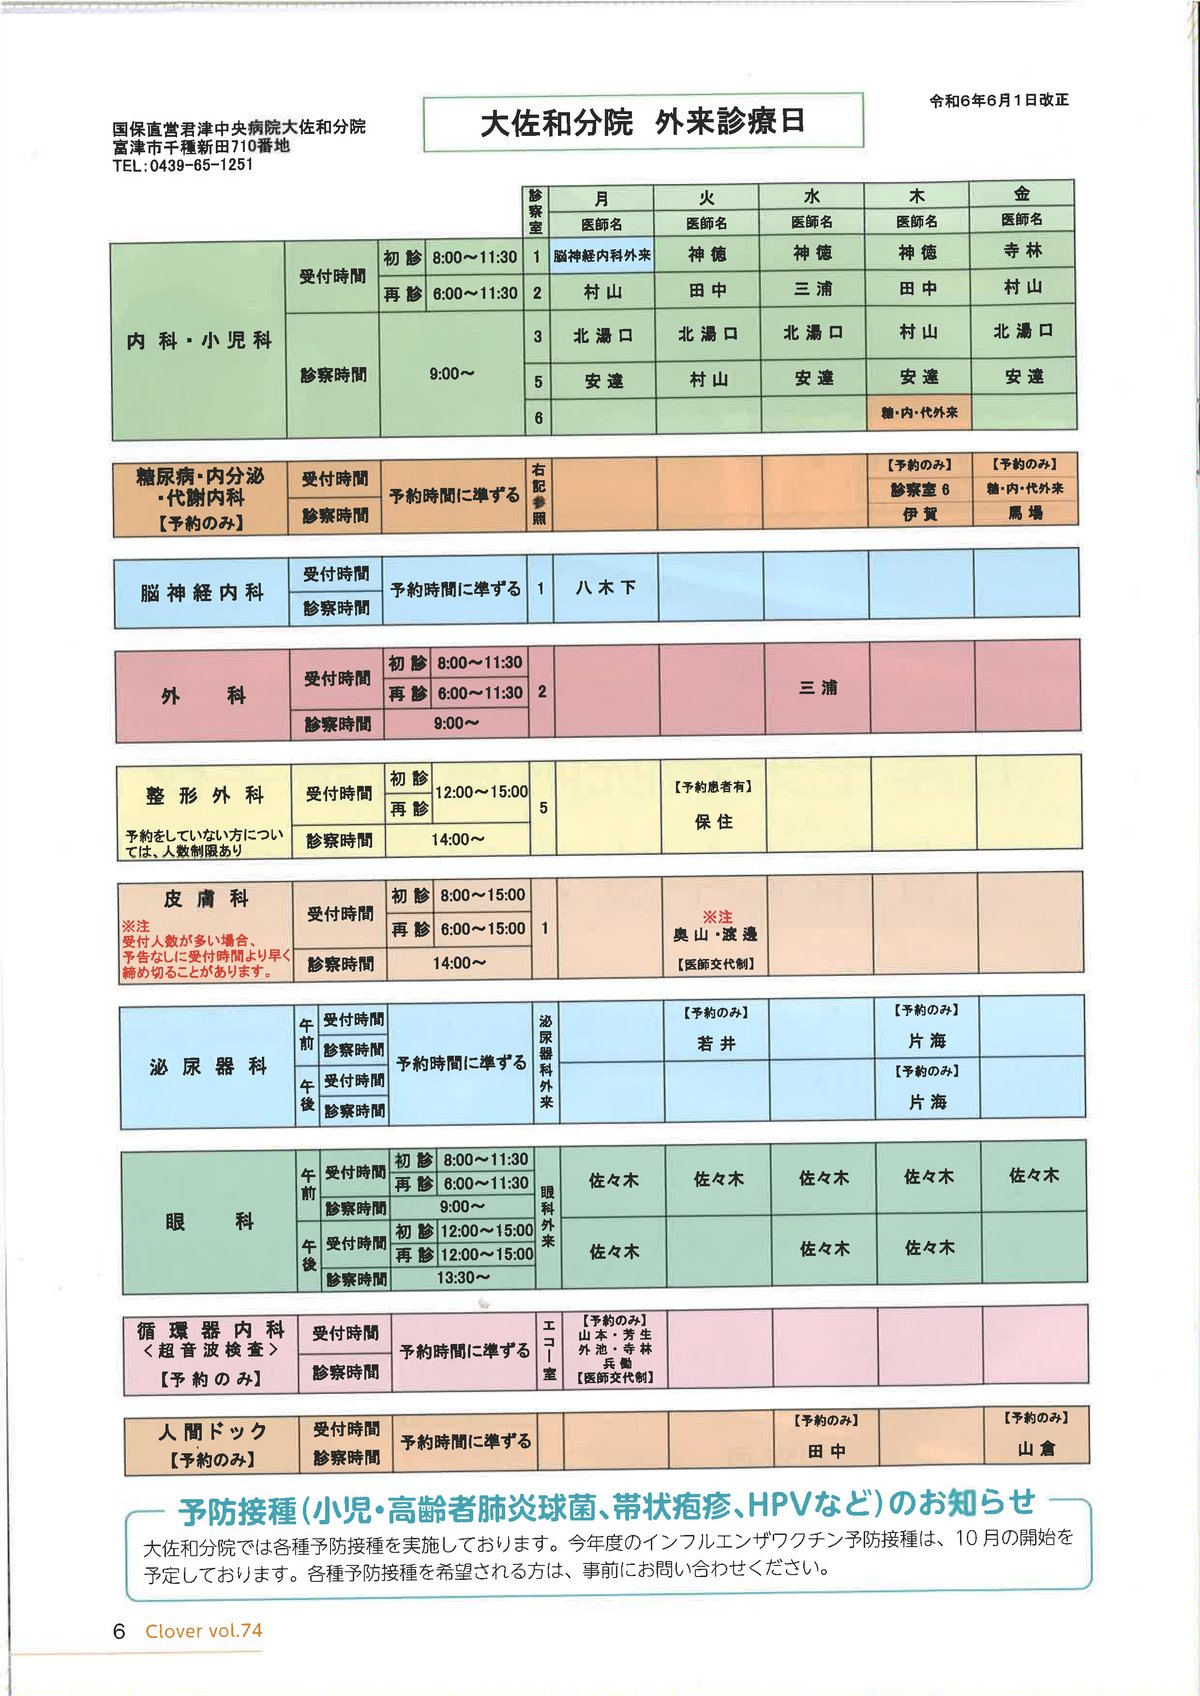 令和6年6月1日改正
大佐和分院 外来診療日
国保直営君津中央病院大佐和分院
富津市千種新田710番地
TEL:0439-65-1251
診察室 月 火 水 木 金
医師名 医師名 医師名 医師名 医師名
内科・小児科
受付時間 初診 8:00〜11:30 1 脳神経内科外来 神徳 神徳 神徳 寺林
再診 6:00〜11:30 2 村山 田中 三浦 田中 村山
診察時間 9:00〜 3 北湯口 北湯口 北湯口 村山 北湯口
5 安達 村山 安達 安達 安達
6 糖・内・代外来
糖尿病・内分泌
・代謝内科
【予約のみ】
受付時間
診察時間
予約時間に準ずる
右記参照
【予約のみ】 【予約のみ】
診察室6 糖・内・代外来
伊賀 馬場
脳神経内科
受付時間
診察時間
予約時間に準ずる 1 八木下
外科
受付時間 初診 8:00〜11:30
再診 6:00〜11:30
診察時間 9:00〜
2 三浦
整形外科
予約をしていない方につい
ては、人数制限あり
受付時間 初診 再診 12:00〜15:00
診察時間 14:00〜
5
【予約患者有】
保住
皮膚科
※注
受付人数が多い場合、
予告なしに受付時間より早く
締め切ることがあります。
受付時間 初診 8:00〜15:00
再診 6:00〜15:00
診察時間 14:00〜
1
※注
奥山・渡邊
【医師交代制】
泌尿器科
午前 受付時間
診察時間
午後 受付時間
診察時間
予約時間に準ずる
泌尿器科外来
【予約のみ】 【予約のみ】
若井 片海
【予約のみ】
片海
眼科
午前 受付時間 初診 8:00〜11:30
再診 6:00〜11:30
診察時間 9:00〜
午後 受付時間 初診 12:00〜15:00
再診 12:00〜15:00
診察時間 13:30〜
眼科外来
佐々木 佐々木 佐々木 佐々木 佐々木
佐々木 佐々木 佐々木
循環器内科
<超音波検査>
【予約のみ】
受付時間
診察時間
予約時間に準ずる
エコー室
【予約のみ】
山本・芳生
外池・寺林
兵働
【医師交代制】
人間ドック
【予約のみ】
受付時間
診察時間
予約時間に準ずる
【予約のみ】 【予約のみ】
田中 山倉
予防接種(小児・高齢者肺炎球菌、帯状疱疹、HPVなど)のお知らせ
大佐和分院では各種予防接種を実施しております。今年度のインフルエンザワクチン予防接種は、10月の開始を
予定しております。各種予防接種を希望される方は、事前にお問い合わせください。
6 Clover vol.74